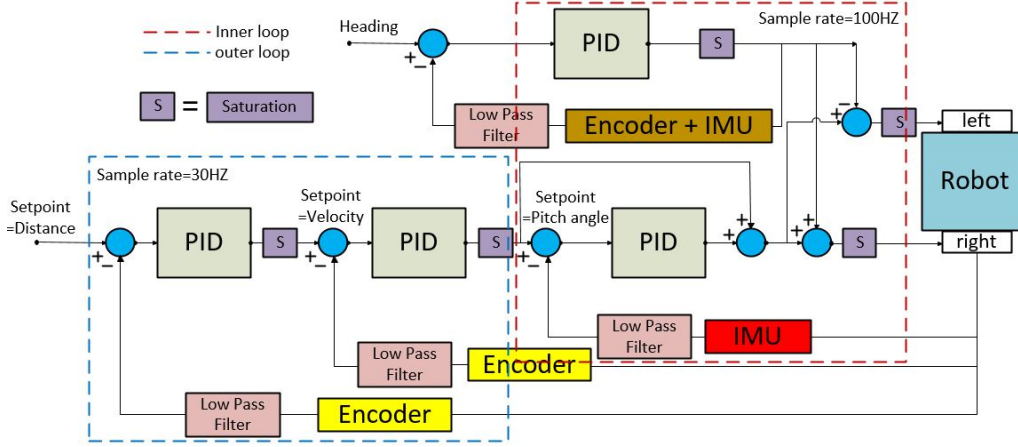 Inner loop
outer loop
Sample rate=100HZ
Heading
+
−
PID
S
S
=
Saturation
Low Pass
Filter
Encoder + IMU
−
+
S
left
Robot
right
Sample rate=30HZ
Setpoint
=Distance
+
−
PID
S
Setpoint
=Velocity
+
−
PID
S
Setpoint
=Pitch angle
+
−
PID
+
+
+
+
S
Low Pass
Filter
IMU
Low Pass
Filter
Encoder
Low Pass
Filter
Encoder